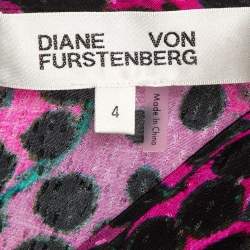 DIANE VON
FURSTENBERG
4
Made in China